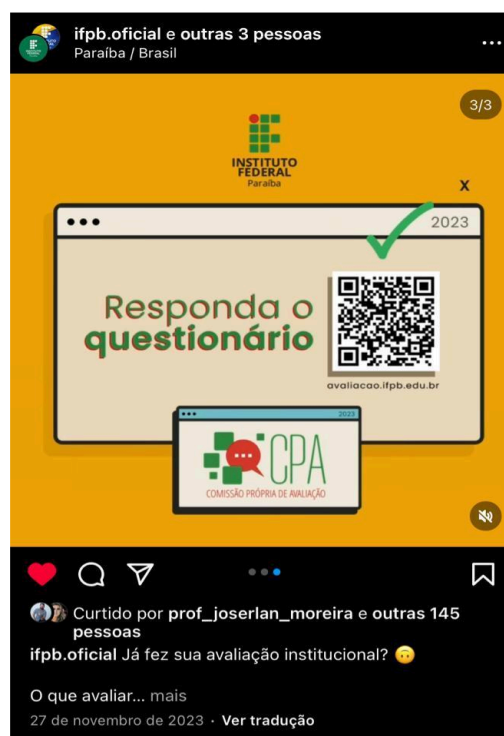 ifpb.oficial e outras 3 pessoas
Paraíba / Brasil
3/3
INSTITUTO
FEDERAL
Paraíba
X
2023
Responda o
questionário
avaliacao.ifpb.edu.br
2023
CPA
COMISSÃO PRÓPRIA DE AVALIAÇÃO
Curtido por prof_joserlan_moreira e outras 145
pessoas
ifpb.oficial Já fez sua avaliação institucional? 🙃
O que avaliar... mais
27 de novembro de 2023 · Ver tradução